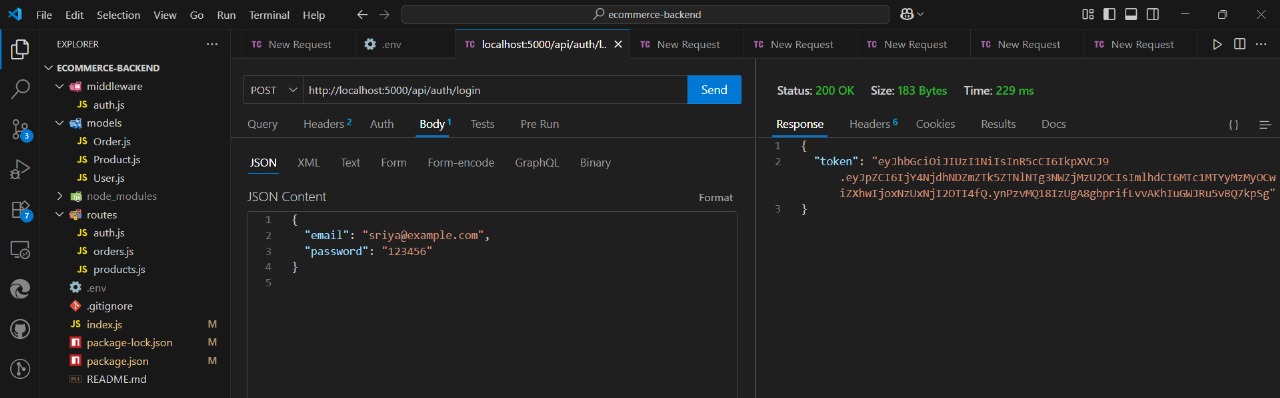 File Edit Selection View Go Run Terminal Help
ecommerce-backend
EXPLORER
ECOMMERCE-BACKEND
middleware
JS auth.js
models
JS Order.js
JS Product.js
JS User.js
node_modules
routes
JS auth.js
JS orders.js
JS products.js
.env
.gitignore
JS index.js M
package-lock.json M
package.json M
README.md
3
7
TC New Request
.env
TC localhost:5000/api/auth/l..
TC New Request
TC New Request
TC New Request
TC New Request
TC New Request
POST http://localhost:5000/api/auth/login Send
Query Headers 2 Auth Body 1 Tests Pre Run
JSON XML Text Form Form-encode GraphQL Binary
JSON Content Format
1 {
2 "email": "sriya@example.com",
3 "password": "123456"
4 }
5
Status: 200 OK Size: 183 Bytes Time: 229 ms
Response Headers 6 Cookies Results Docs {}
1 {
2 "token": "eyJhbGciOiJIUzI1NiIsInR5cCI6IkpXVCJ9
.eyJpZCI6IjY4NjdhNDZmZTk5ZTNlNTg3NWZjMzU2OCIsImlhdCI6MTc1MTYyMzMyOCw
iZXhwIjoxNzUxNjI2OTI4fQ.ynPzvMQ18IzUgA8gbprifLvvAKhIuGWJRu5vBQ7kpSg"
3 }